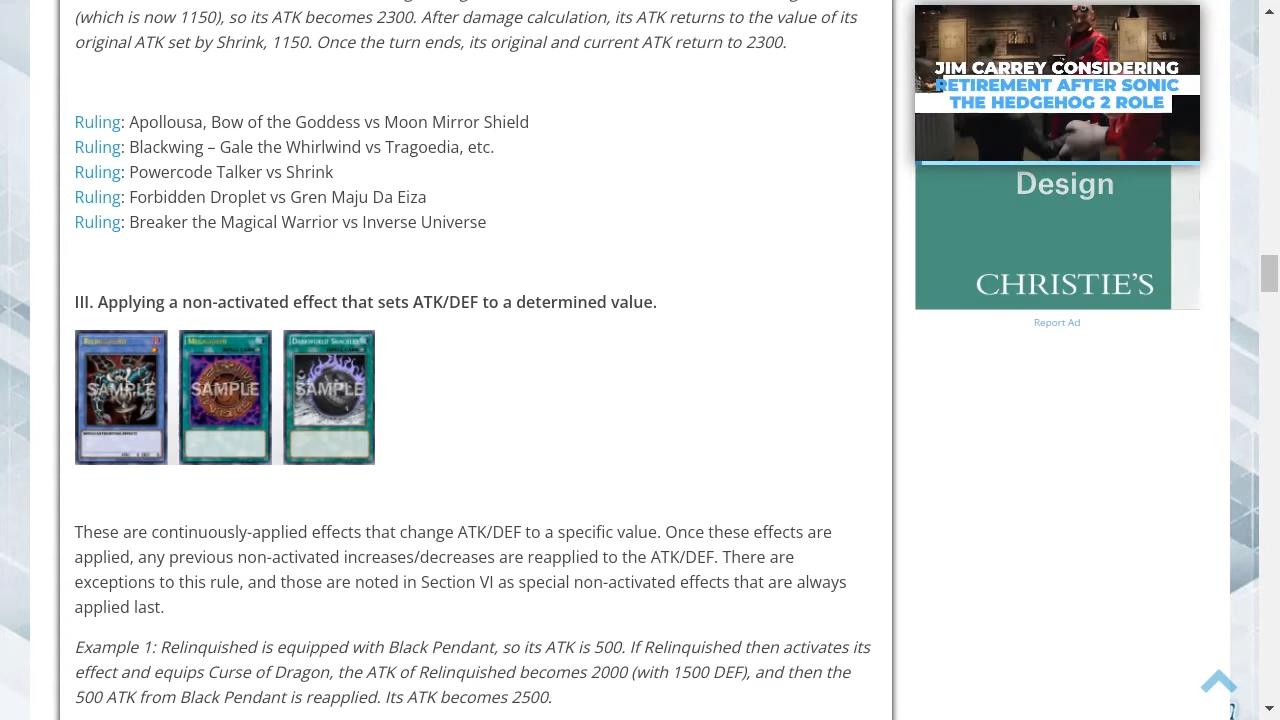 (which is now 1150), so its ATK becomes 2300. After damage calculation, its ATK returns to the value of its
original ATK set by Shrink, 1150. Once the turn ends, its original and current ATK return to 2300.
Ruling: Apollousa, Bow of the Goddess vs Moon Mirror Shield
Ruling: Blackwing – Gale the Whirlwind vs Tragoedia, etc.
Ruling: Powercode Talker vs Shrink
Ruling: Forbidden Droplet vs Gren Maju Da Eiza
Ruling: Breaker the Magical Warrior vs Inverse Universe
III. Applying a non-activated effect that sets ATK/DEF to a determined value.
SAMPLE
SAMPLE
SAMPLE
These are continuously-applied effects that change ATK/DEF to a specific value. Once these effects are
applied, any previous non-activated increases/decreases are reapplied to the ATK/DEF. There are
exceptions to this rule, and those are noted in Section VI as special non-activated effects that are always
applied last.
Example 1: Relinquished is equipped with Black Pendant, so its ATK is 500. If Relinquished then activates its
effect and equips Curse of Dragon, the ATK of Relinquished becomes 2000 (with 1500 DEF), and then the
500 ATK from Black Pendant is reapplied. Its ATK becomes 2500.
JIM CARREY CONSIDERING
RETIREMENT AFTER SONIC
THE HEDGEHOG 2 ROLE
Design
CHRISTIE'S
Report Ad